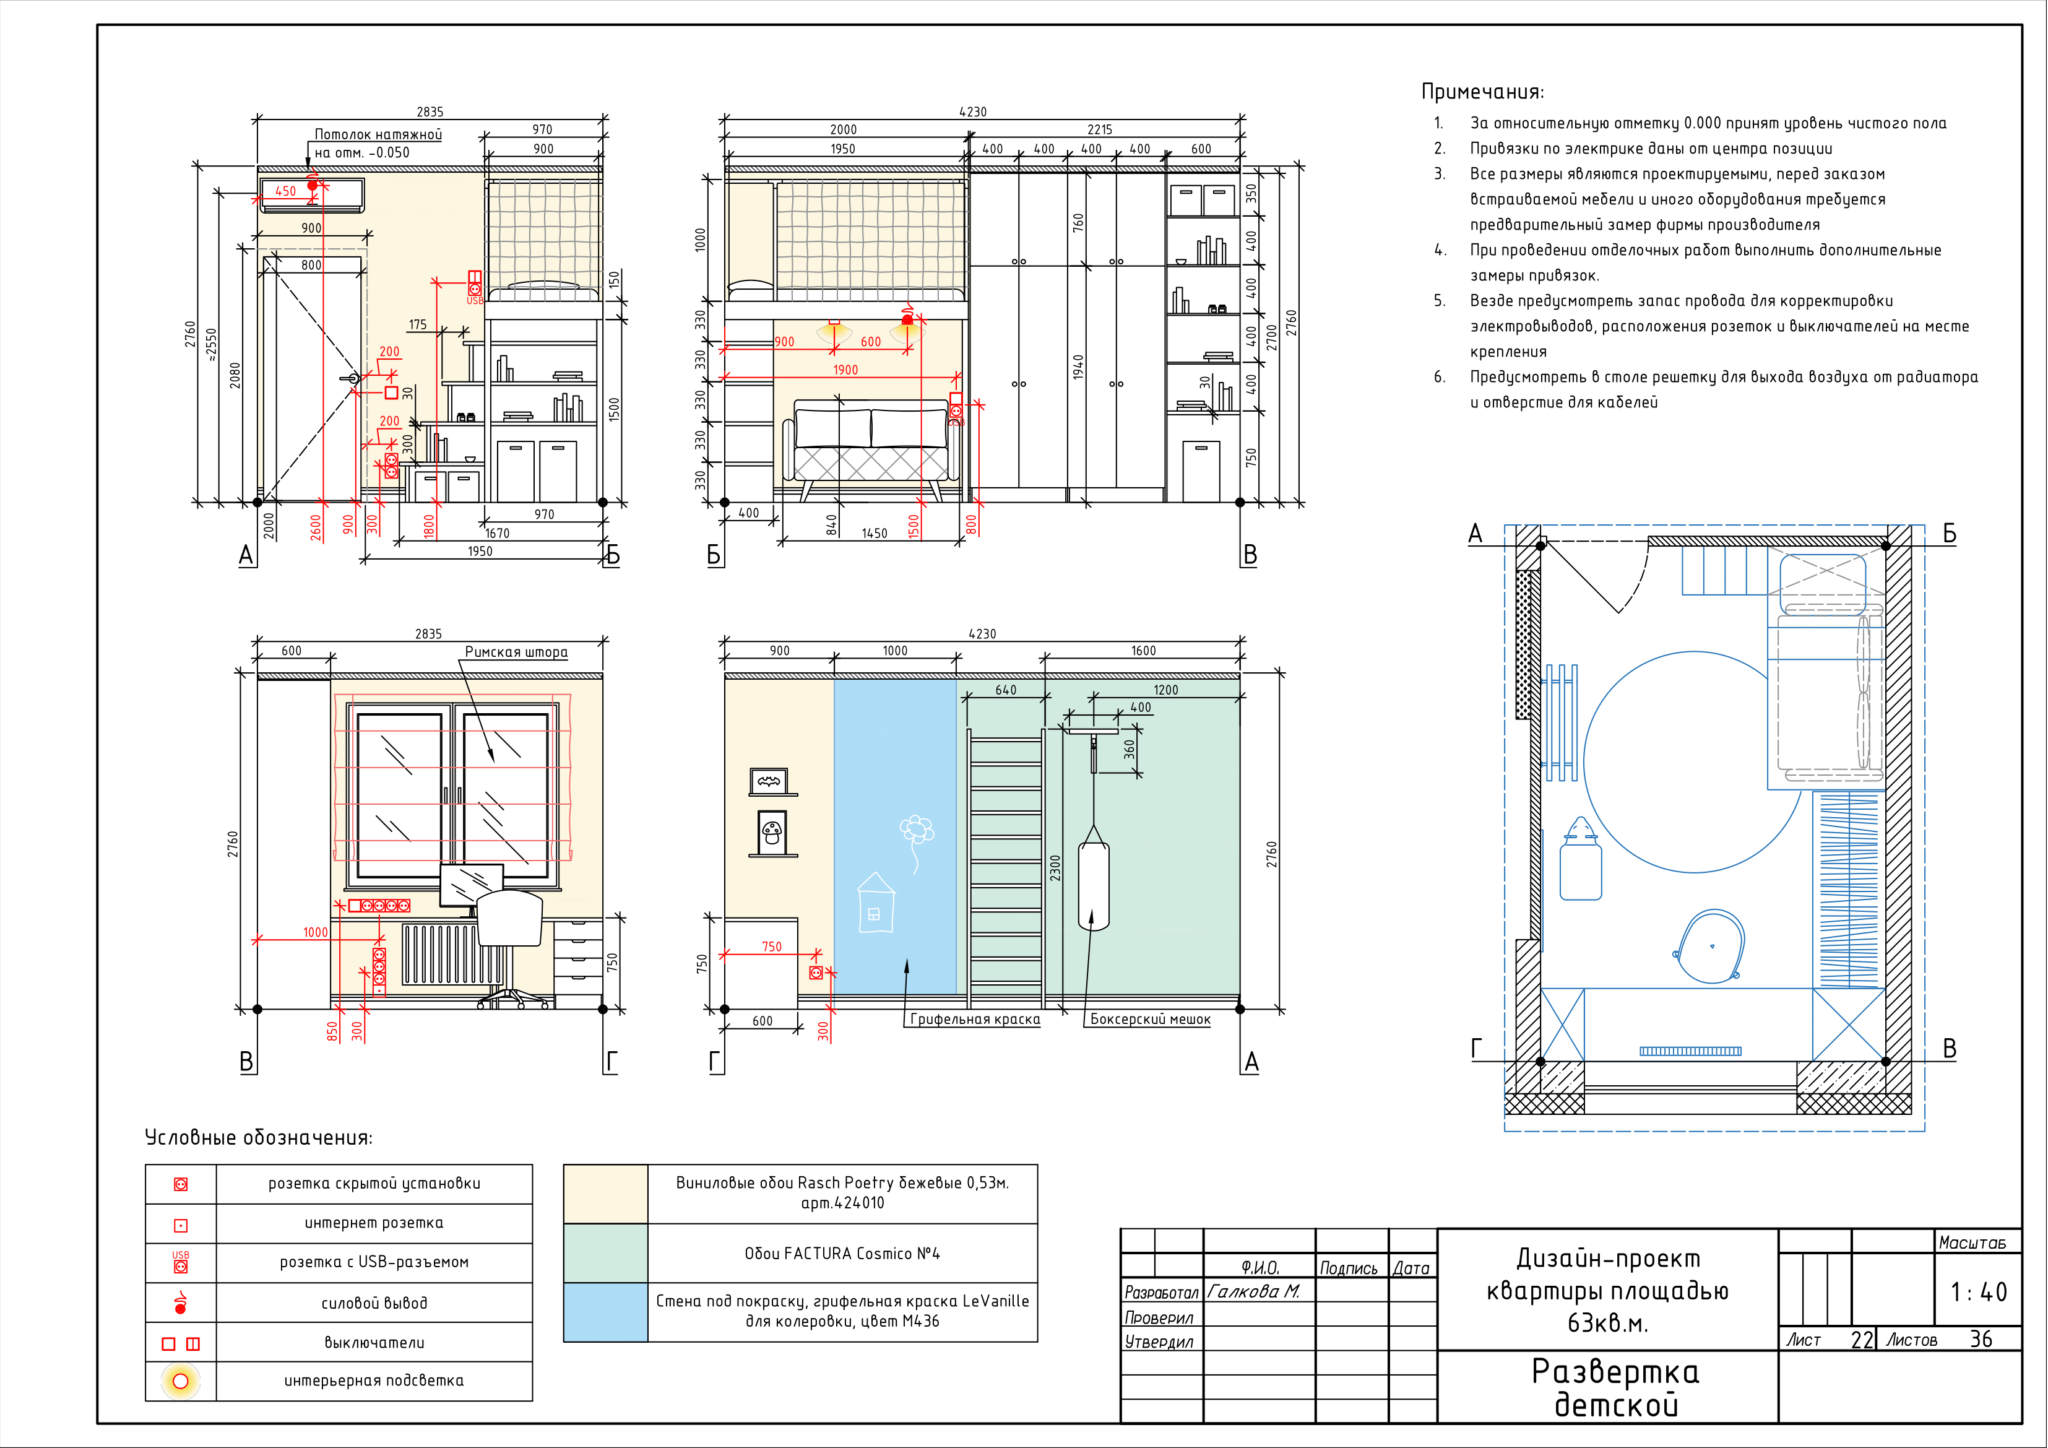 Примечания:
1. За относительную отметку 0.000 принят уровень чистого пола
2. Привязки по электрике даны от центра позиции
3. Все размеры являются проектируемыми, перед заказом
встраиваемой мебели и иного оборудования требуется
предварительный замер фирмы производителя
4. При проведении отделочных работ выполнить дополнительные
замеры привязок.
5. Везде предусмотреть запас провода для корректировки
электровыводов, расположения розеток и выключателей на месте
крепления
6. Предусмотреть в столе решетку для выхода воздуха от радиатора
и отверстие для кабелей
2835
970
900
Потолок натяжной
на отм. -0.050
450
900
800
2760
≈2550
2080
USB
175
200
30
200
300
150
1500
2000
2600
900
300
1800
970
1670
1950
А
Б
4230
2000
2215
1950
400
400
400
400
600
1000
330
330
330
330
330
760
1940
350
400
400
400
400
30
750
2700
2760
900
600
1900
USB
400
840
1450
1500
800
Б
В
2835
600
Римская штора
2760
1000
750
850
300
В
Г
4230
900
1000
1600
640
1200
400
360
2300
2760
750
750
600
300
Грифельная краска
Боксерский мешок
Г
А
А
Б
Г
В
Условные обозначения:
розетка скрытой установки
интернет розетка
USB
розетка с USB-разъемом
силовой вывод
выключатели
интерьерная подсветка
Виниловые обои Rasch Poetry бежевые 0,53м.
арт.424010
Обои FACTURA Cosmico №4
Стена под покраску, грифельная краска LeVanille
для колеровки, цвет М436
Ф.И.О. Подпись Дата
Разработал Галкова М.
Проверил
Утвердил
Дизайн-проект
квартиры площадью
63кв.м.
Развертка
детской
Масштаб
1:40
Лист 22 Листов 36